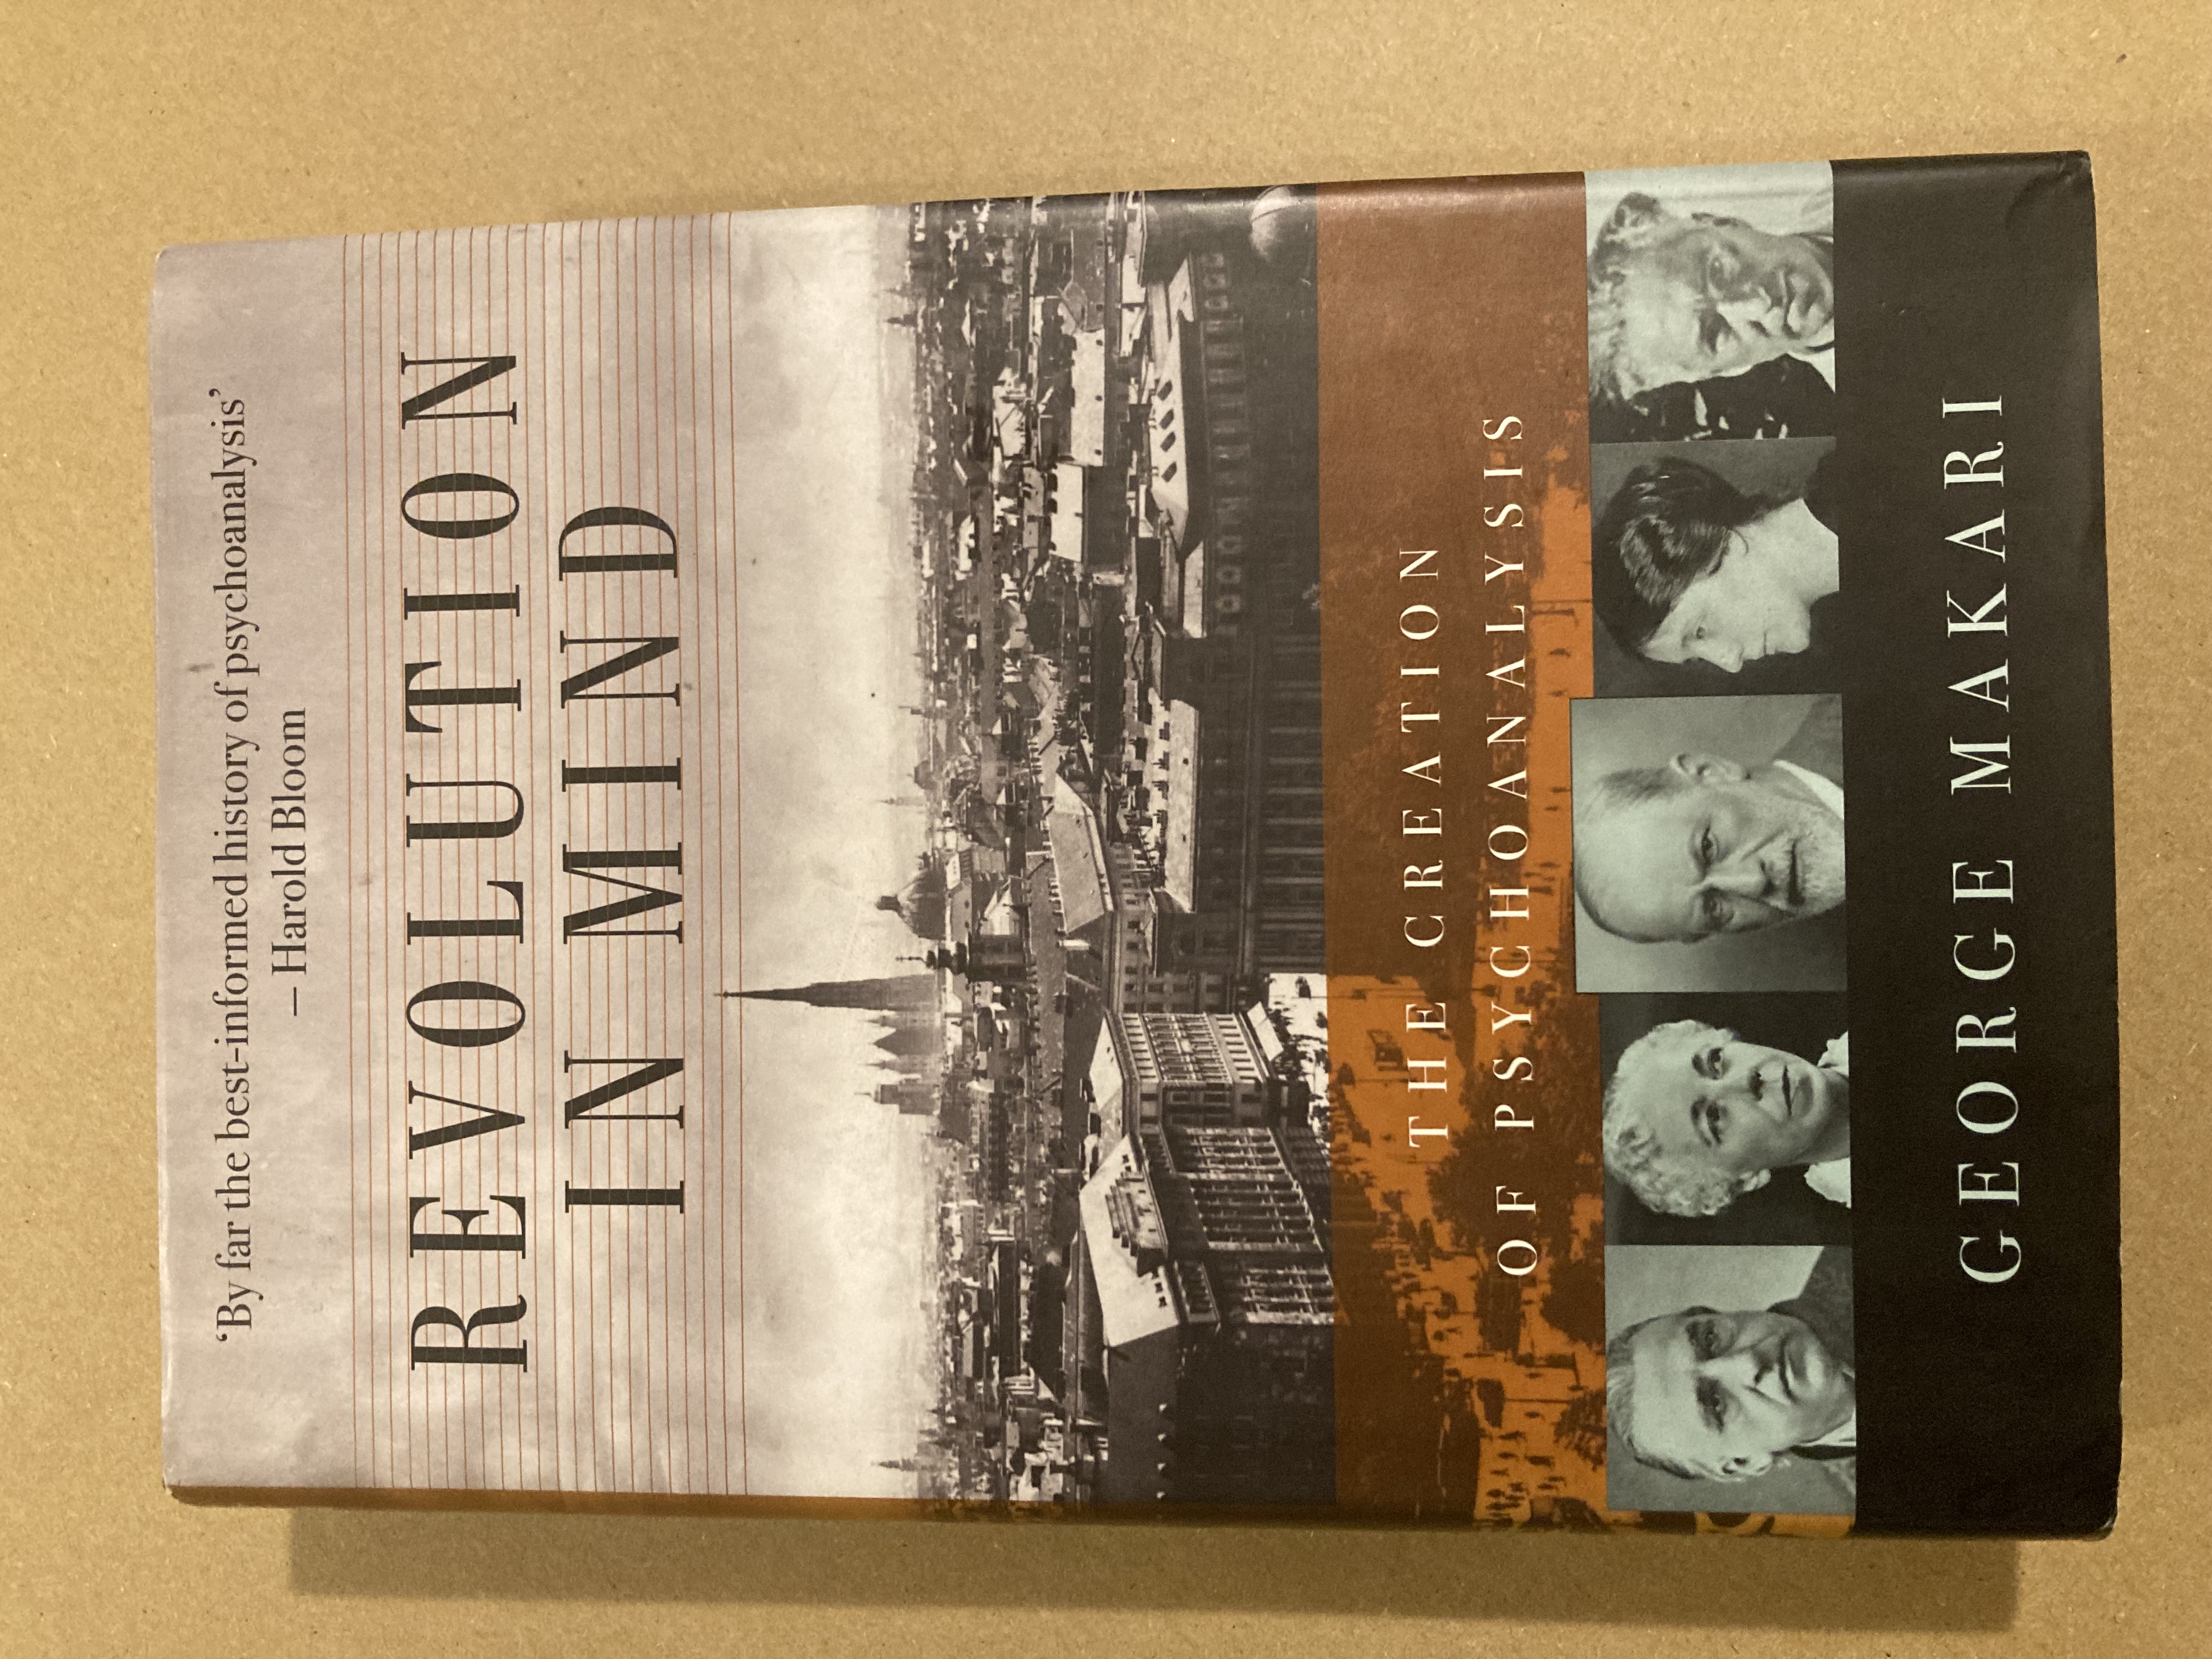 ‘By far the best-informed history of psychoanalysis’
– Harold Bloom
REVOLUTION
IN MIND
THE CREATION
OF PSYCHOANALYSIS
GEORGE MAKARI